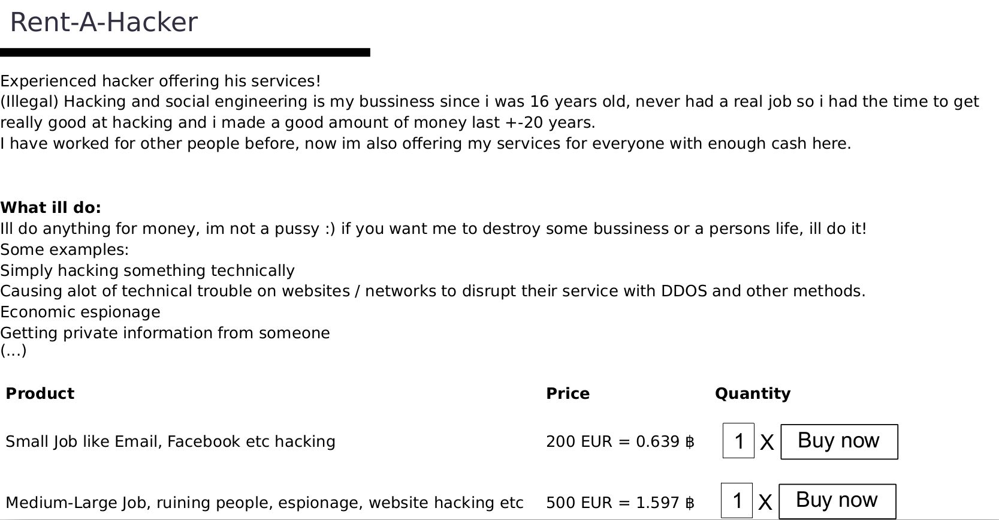 Rent-A-Hacker
Experienced hacker offering his services!
(Illegal) Hacking and social engineering is my bussiness since i was 16 years old, never had a real job so i had the time to get
really good at hacking and i made a good amount of money last +-20 years.
I have worked for other people before, now im also offering my services for everyone with enough cash here.
What ill do:
Ill do anything for money, im not a pussy :) if you want me to destroy some bussiness or a persons life, ill do it!
Some examples:
Simply hacking something technically
Causing alot of technical trouble on websites / networks to disrupt their service with DDOS and other methods.
Economic espionage
Getting private information from someone
(...)
Product Price Quantity
Small Job like Email, Facebook etc hacking 200 EUR = 0.639 ฿ 1 X Buy now
Medium-Large Job, ruining people, espionage, website hacking etc 500 EUR = 1.597 ฿ 1 X Buy now